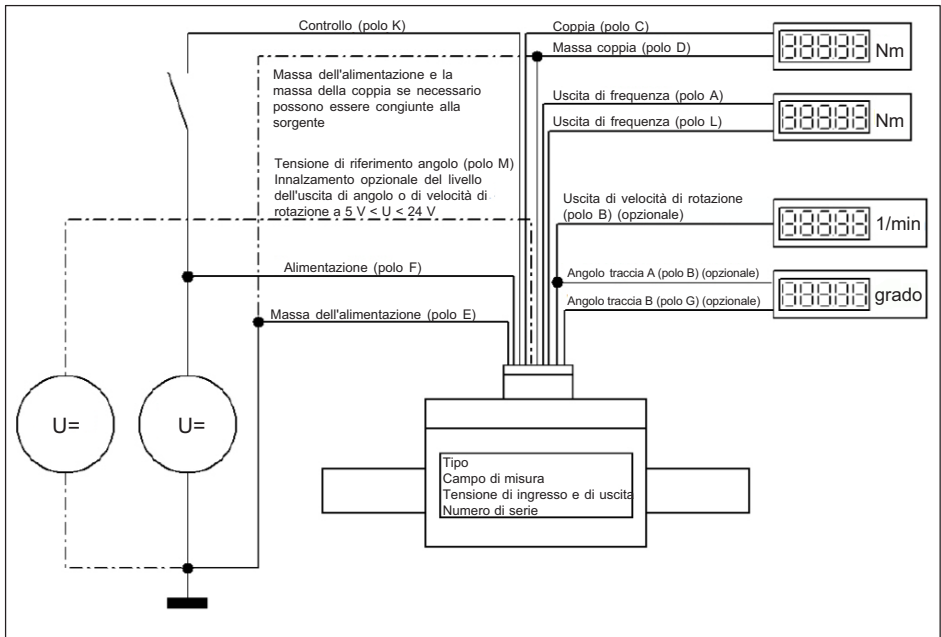 Controllo (polo K)
Coppia (polo C)
Massa coppia (polo D)
88888 Nm
Massa dell'alimentazione e la
massa della coppia se necessario
possono essere congiunte alla
sorgente
Uscita di frequenza (polo A)
Uscita di frequenza (polo L)
88888 Nm
Tensione di riferimento angolo (polo M)
Innalzamento opzionale del livello
dell'uscita di angolo o di velocità di
rotazione a 5 V < U < 24 V
Uscita di velocità di rotazione
(polo B) (opzionale)
88888 1/min
Alimentazione (polo F)
Angolo traccia A (polo B) (opzionale)
Angolo traccia B (polo G) (opzionale)
88888 grado
Massa dell'alimentazione (polo E)
U=
U=
Tipo
Campo di misura
Tensione di ingresso e di uscita
Numero di serie